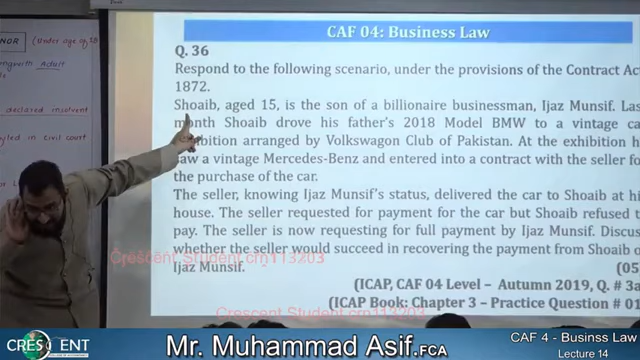 NOR (Under age of 18
Adult
CAF 04: Business Law
Q. 36
Respond to the following scenario, under the provisions of the Contract Ac
1872.
declared insolvent
Shoaib, aged 15, is the son of a billionaire businessman, Ijaz Munsif. Las
month Shoaib drove his father's 2018 Model BMW to a vintage ca
in Civil court
bition arranged by Volkswagon Club of Pakistan. At the exhibition h
aw a vintage Mercedes-Benz and entered into a contract with the seller fo
the purchase of the car.
The seller, knowing Ijaz Munsif's status, delivered the car to Shoaib at hi
house. The seller requested for payment for the car but Shoaib refused t
pay. The seller is now requesting for full payment by Ijaz Munsif. Discus
whether the seller would succeed in recovering the payment from Shoaib o
Crescent Student crn113203
Ijaz Munsif. (05
(ICAP, CAF 04 Level – Autumn 2019, Q. # 3a
(ICAP Book: Chapter 3 – Practice Question # 01
Crescent Student crn113203
CRESCENT
Mr. Muhammad Asif.FCA
CAF 4 - Businss Law
Lecture 14